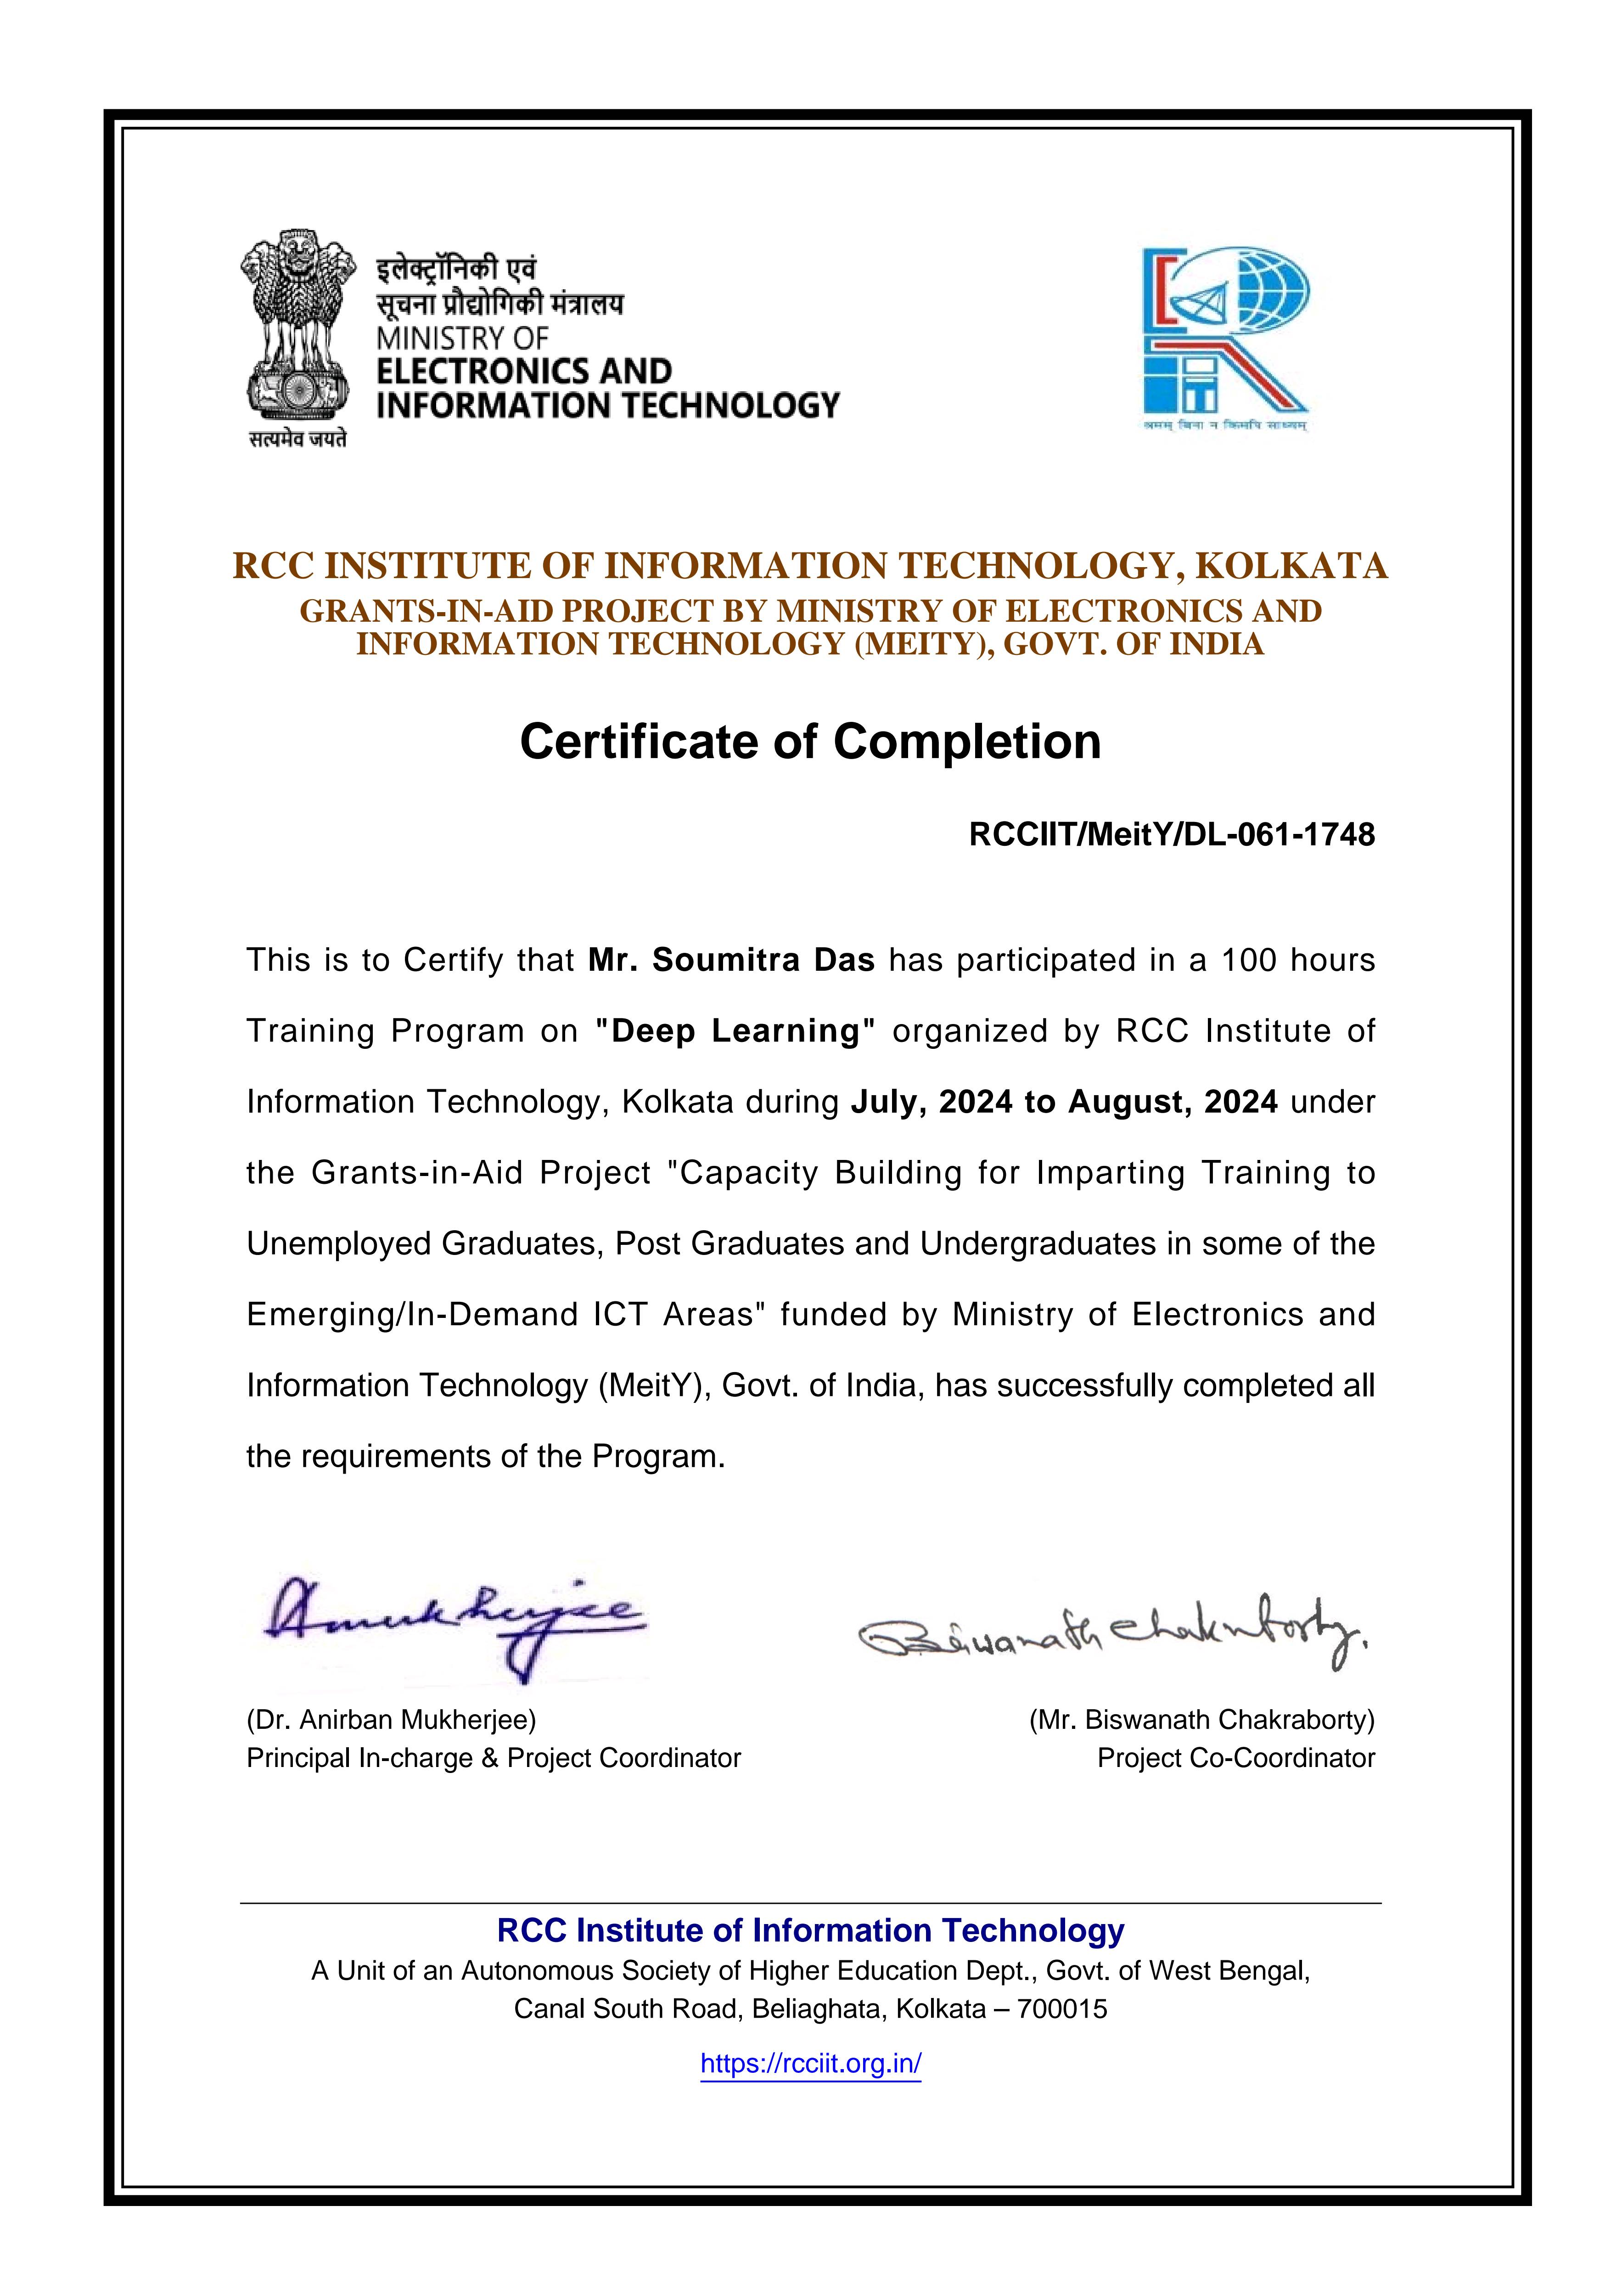 इलेक्ट्रॉनिकी एवं
सूचना प्रौद्योगिकी मंत्रालय
MINISTRY OF
ELECTRONICS AND
INFORMATION TECHNOLOGY
सत्यमेव जयते
श्रमम् बिना न किमपि साध्यम्
RCC INSTITUTE OF INFORMATION TECHNOLOGY, KOLKATA
GRANTS-IN-AID PROJECT BY MINISTRY OF ELECTRONICS AND
INFORMATION TECHNOLOGY (MEITY), GOVT. OF INDIA
Certificate of Completion
RCCIIT/MeitY/DL-061-1748
This is to Certify that Mr. Soumitra Das has participated in a 100 hours
Training Program on "Deep Learning" organized by RCC Institute of
Information Technology, Kolkata during July, 2024 to August, 2024 under
the Grants-in-Aid Project "Capacity Building for Imparting Training to
Unemployed Graduates, Post Graduates and Undergraduates in some of the
Emerging/In-Demand ICT Areas" funded by Ministry of Electronics and
Information Technology (MeitY), Govt. of India, has successfully completed all
the requirements of the Program.
Amukherjee
Biswanath Chakraborty.
(Dr. Anirban Mukherjee)
Principal In-charge & Project Coordinator
(Mr. Biswanath Chakraborty)
Project Co-Coordinator
RCC Institute of Information Technology
A Unit of an Autonomous Society of Higher Education Dept., Govt. of West Bengal,
Canal South Road, Beliaghata, Kolkata – 700015
https://rcciit.org.in/